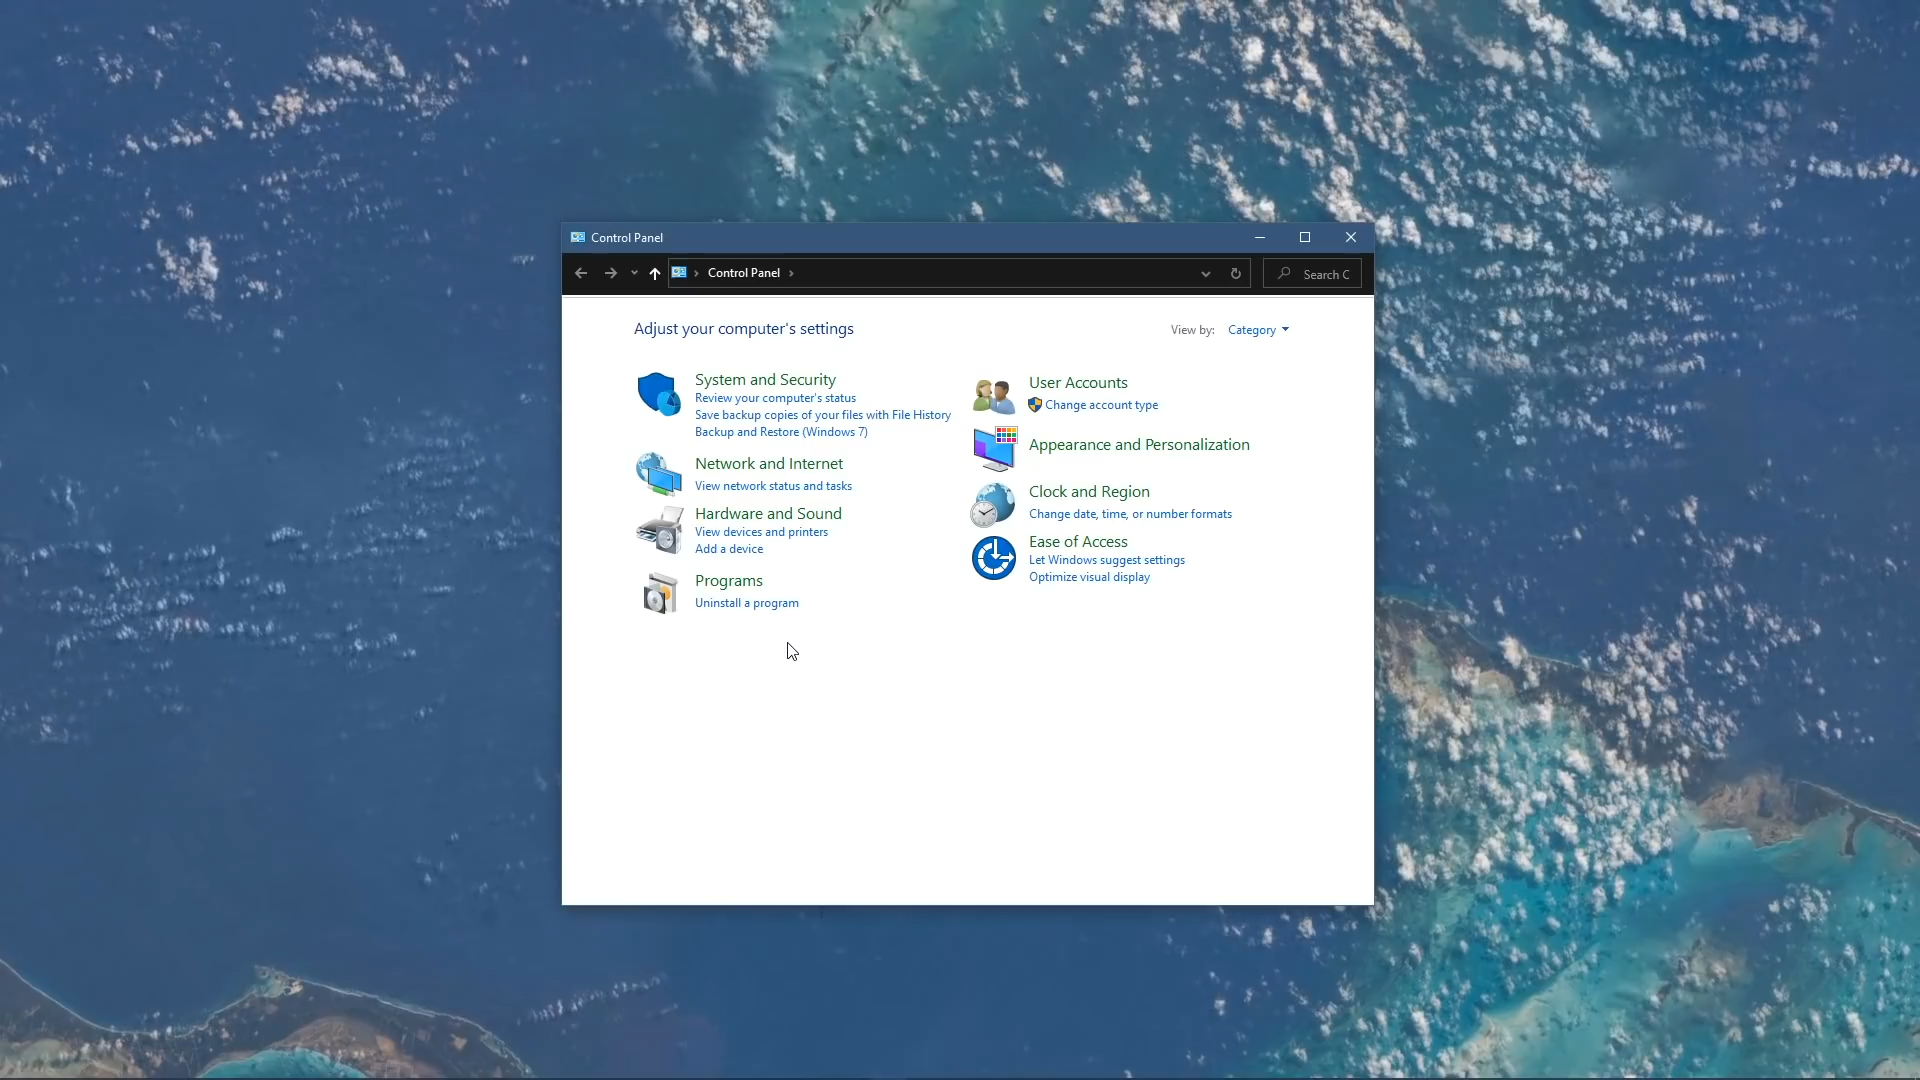 Control Panel
Control Panel
Search C
Adjust your computer's settings
View by: Category
System and Security
Review your computer's status
Save backup copies of your files with File History
Backup and Restore (Windows 7)
Network and Internet
View network status and tasks
Hardware and Sound
View devices and printers
Add a device
Programs
Uninstall a program
User Accounts
Change account type
Appearance and Personalization
Clock and Region
Change date, time, or number formats
Ease of Access
Let Windows suggest settings
Optimize visual display